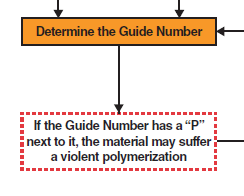 Determine the Guide Number
If the Guide Number has a “P”
next to it, the material may suffer
a violent polymerization